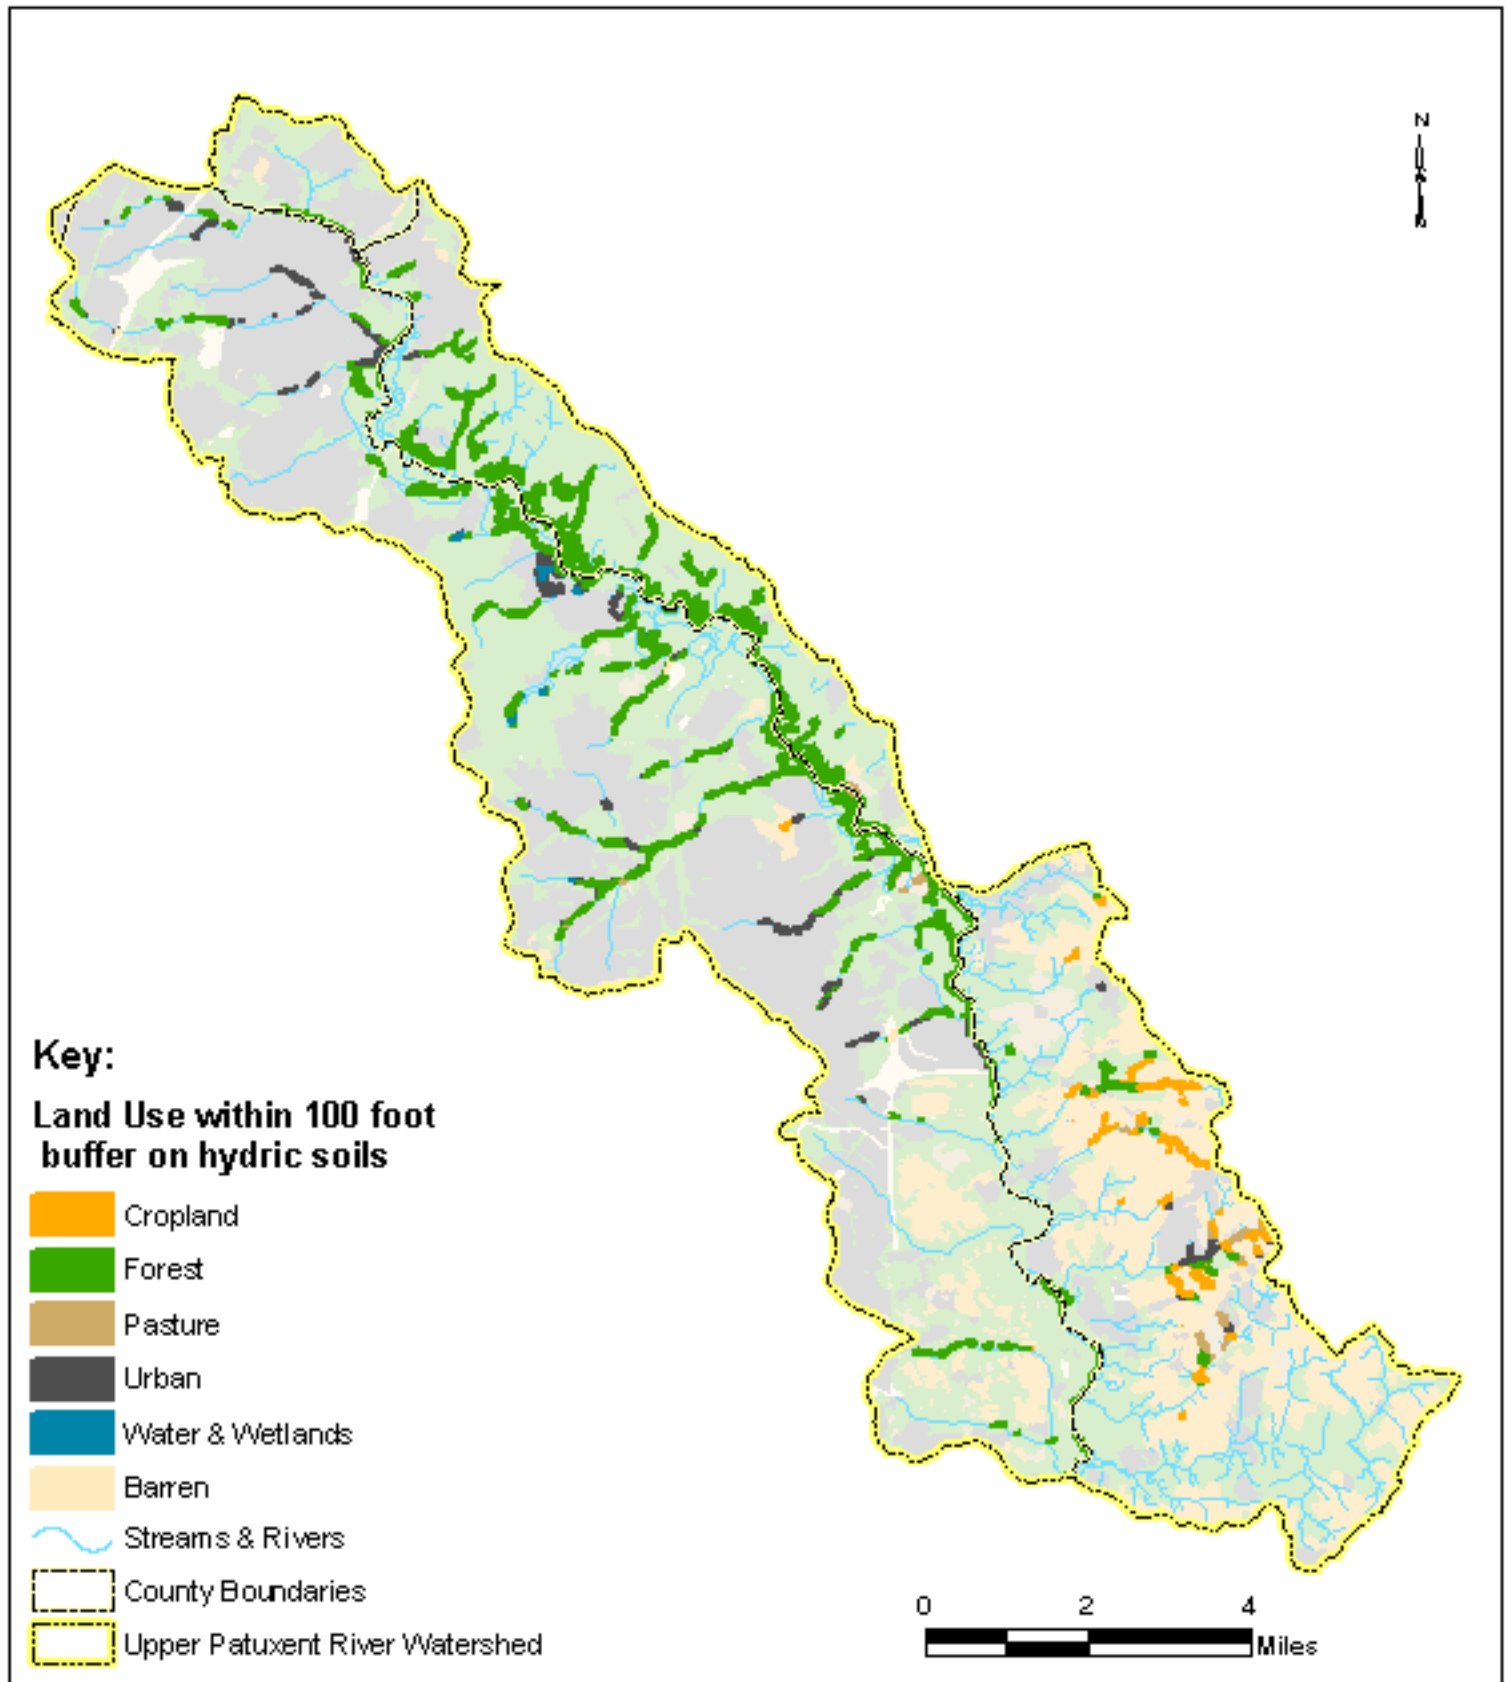 N
Key:
Land Use within 100 foot
buffer on hydric soils
Cropland
Forest
Pasture
Urban
Water & Wetlands
Barren
Streams & Rivers
County Boundaries
Upper Patuxent River Watershed
0 2 4
Miles